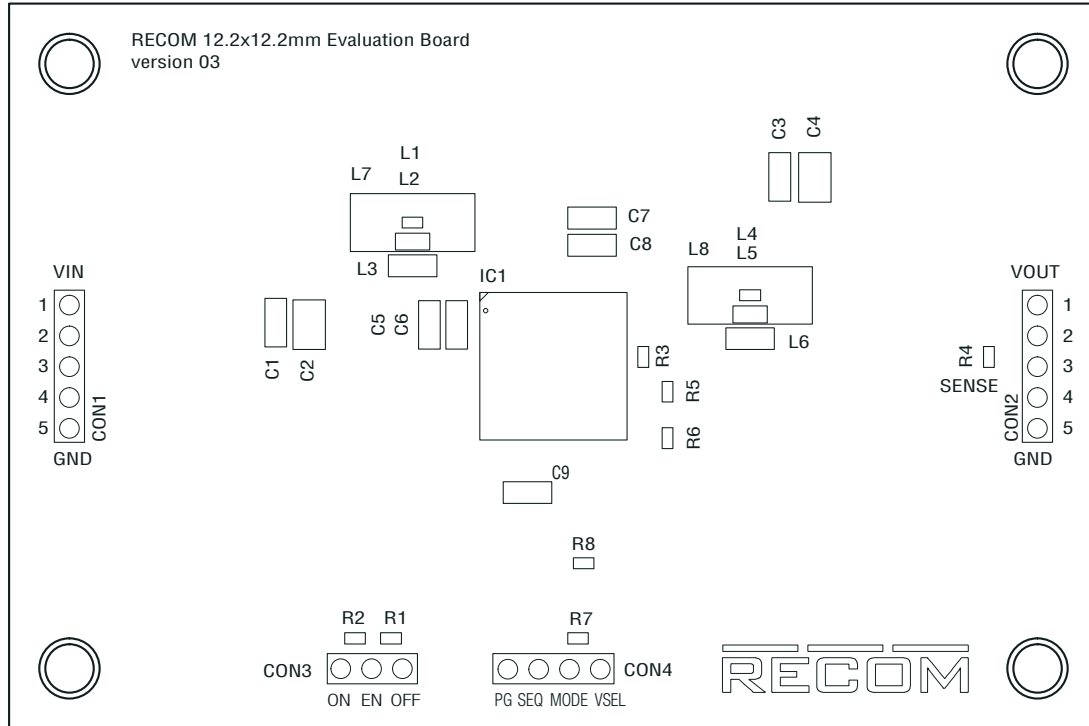 RECOM 12.2x12.2mm Evaluation Board
version 03
C3
C4
L1
L7
L2
C7
C8
L4
L8
L5
L3
IC1
VIN
VOUT
1
2
3
4
5
CON1
GND
C1
C2
C5
C6
R3
R5
R6
L6
R4
SENSE
1
2
3
4
5
CON2
GND
C9
R8
R2
R1
R7
CON3
CON4
ON EN OFF
PG SEQ MODE VSEL
RECOM